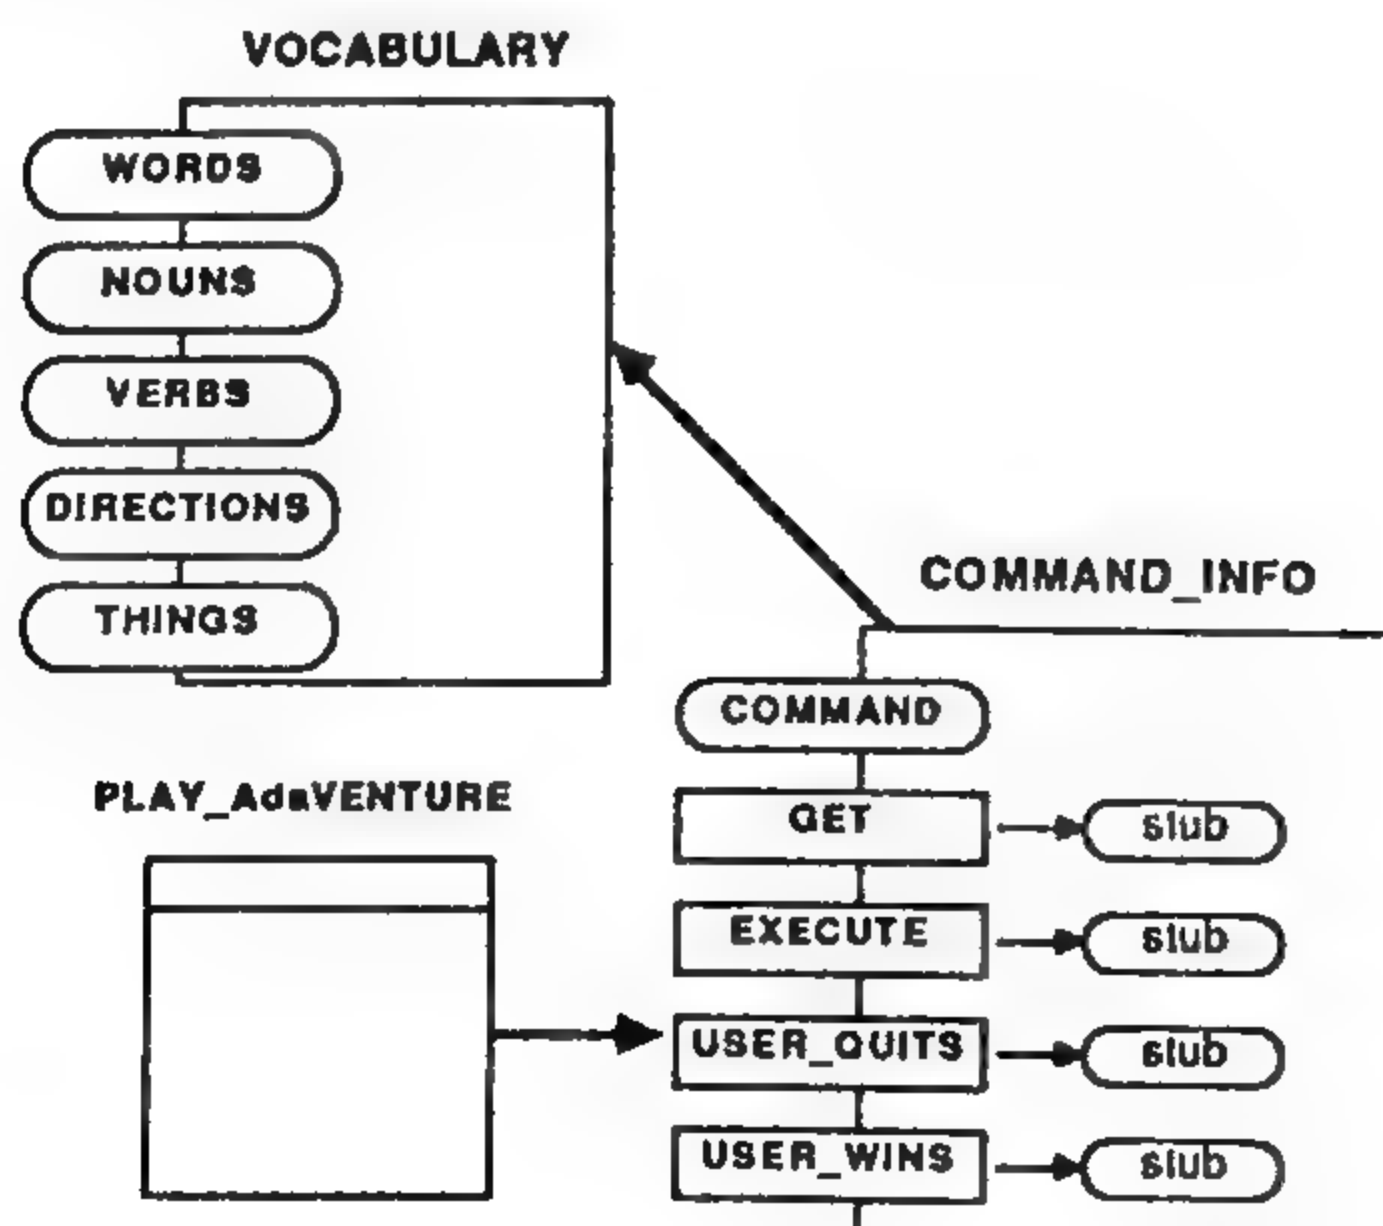 VOCABULARY
WORDS
NOUNS
VERBS
DIRECTIONS
THINGS
COMMAND_INFO
COMMAND
PLAY_AdaVENTURE
GET
stub
EXECUTE
stub
USER_QUITS
stub
USER_WINS
stub